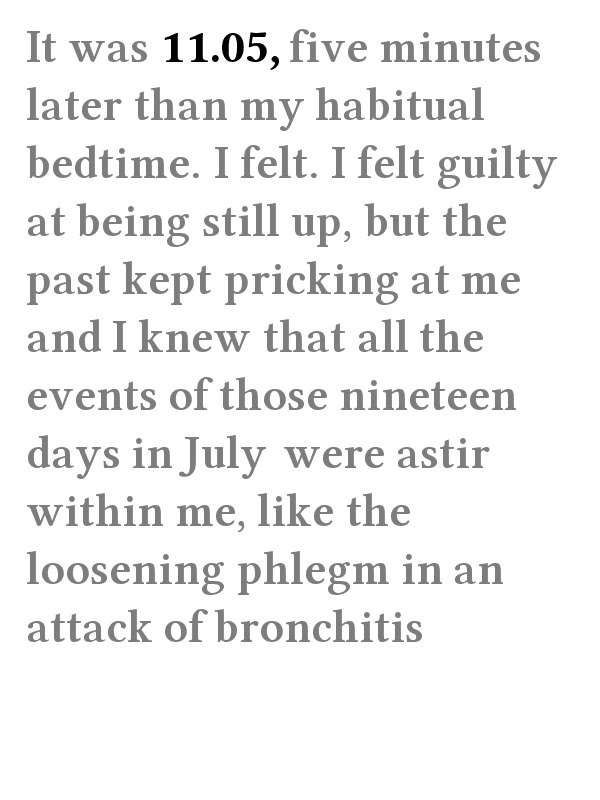 It was 11.05, five minutes
later than my habitual
bedtime. I felt. I felt guilty
at being still up, but the
past kept pricking at me
and I knew that all the
events of those nineteen
days in July were astir
within me, like the
loosening phlegm in an
attack of bronchitis